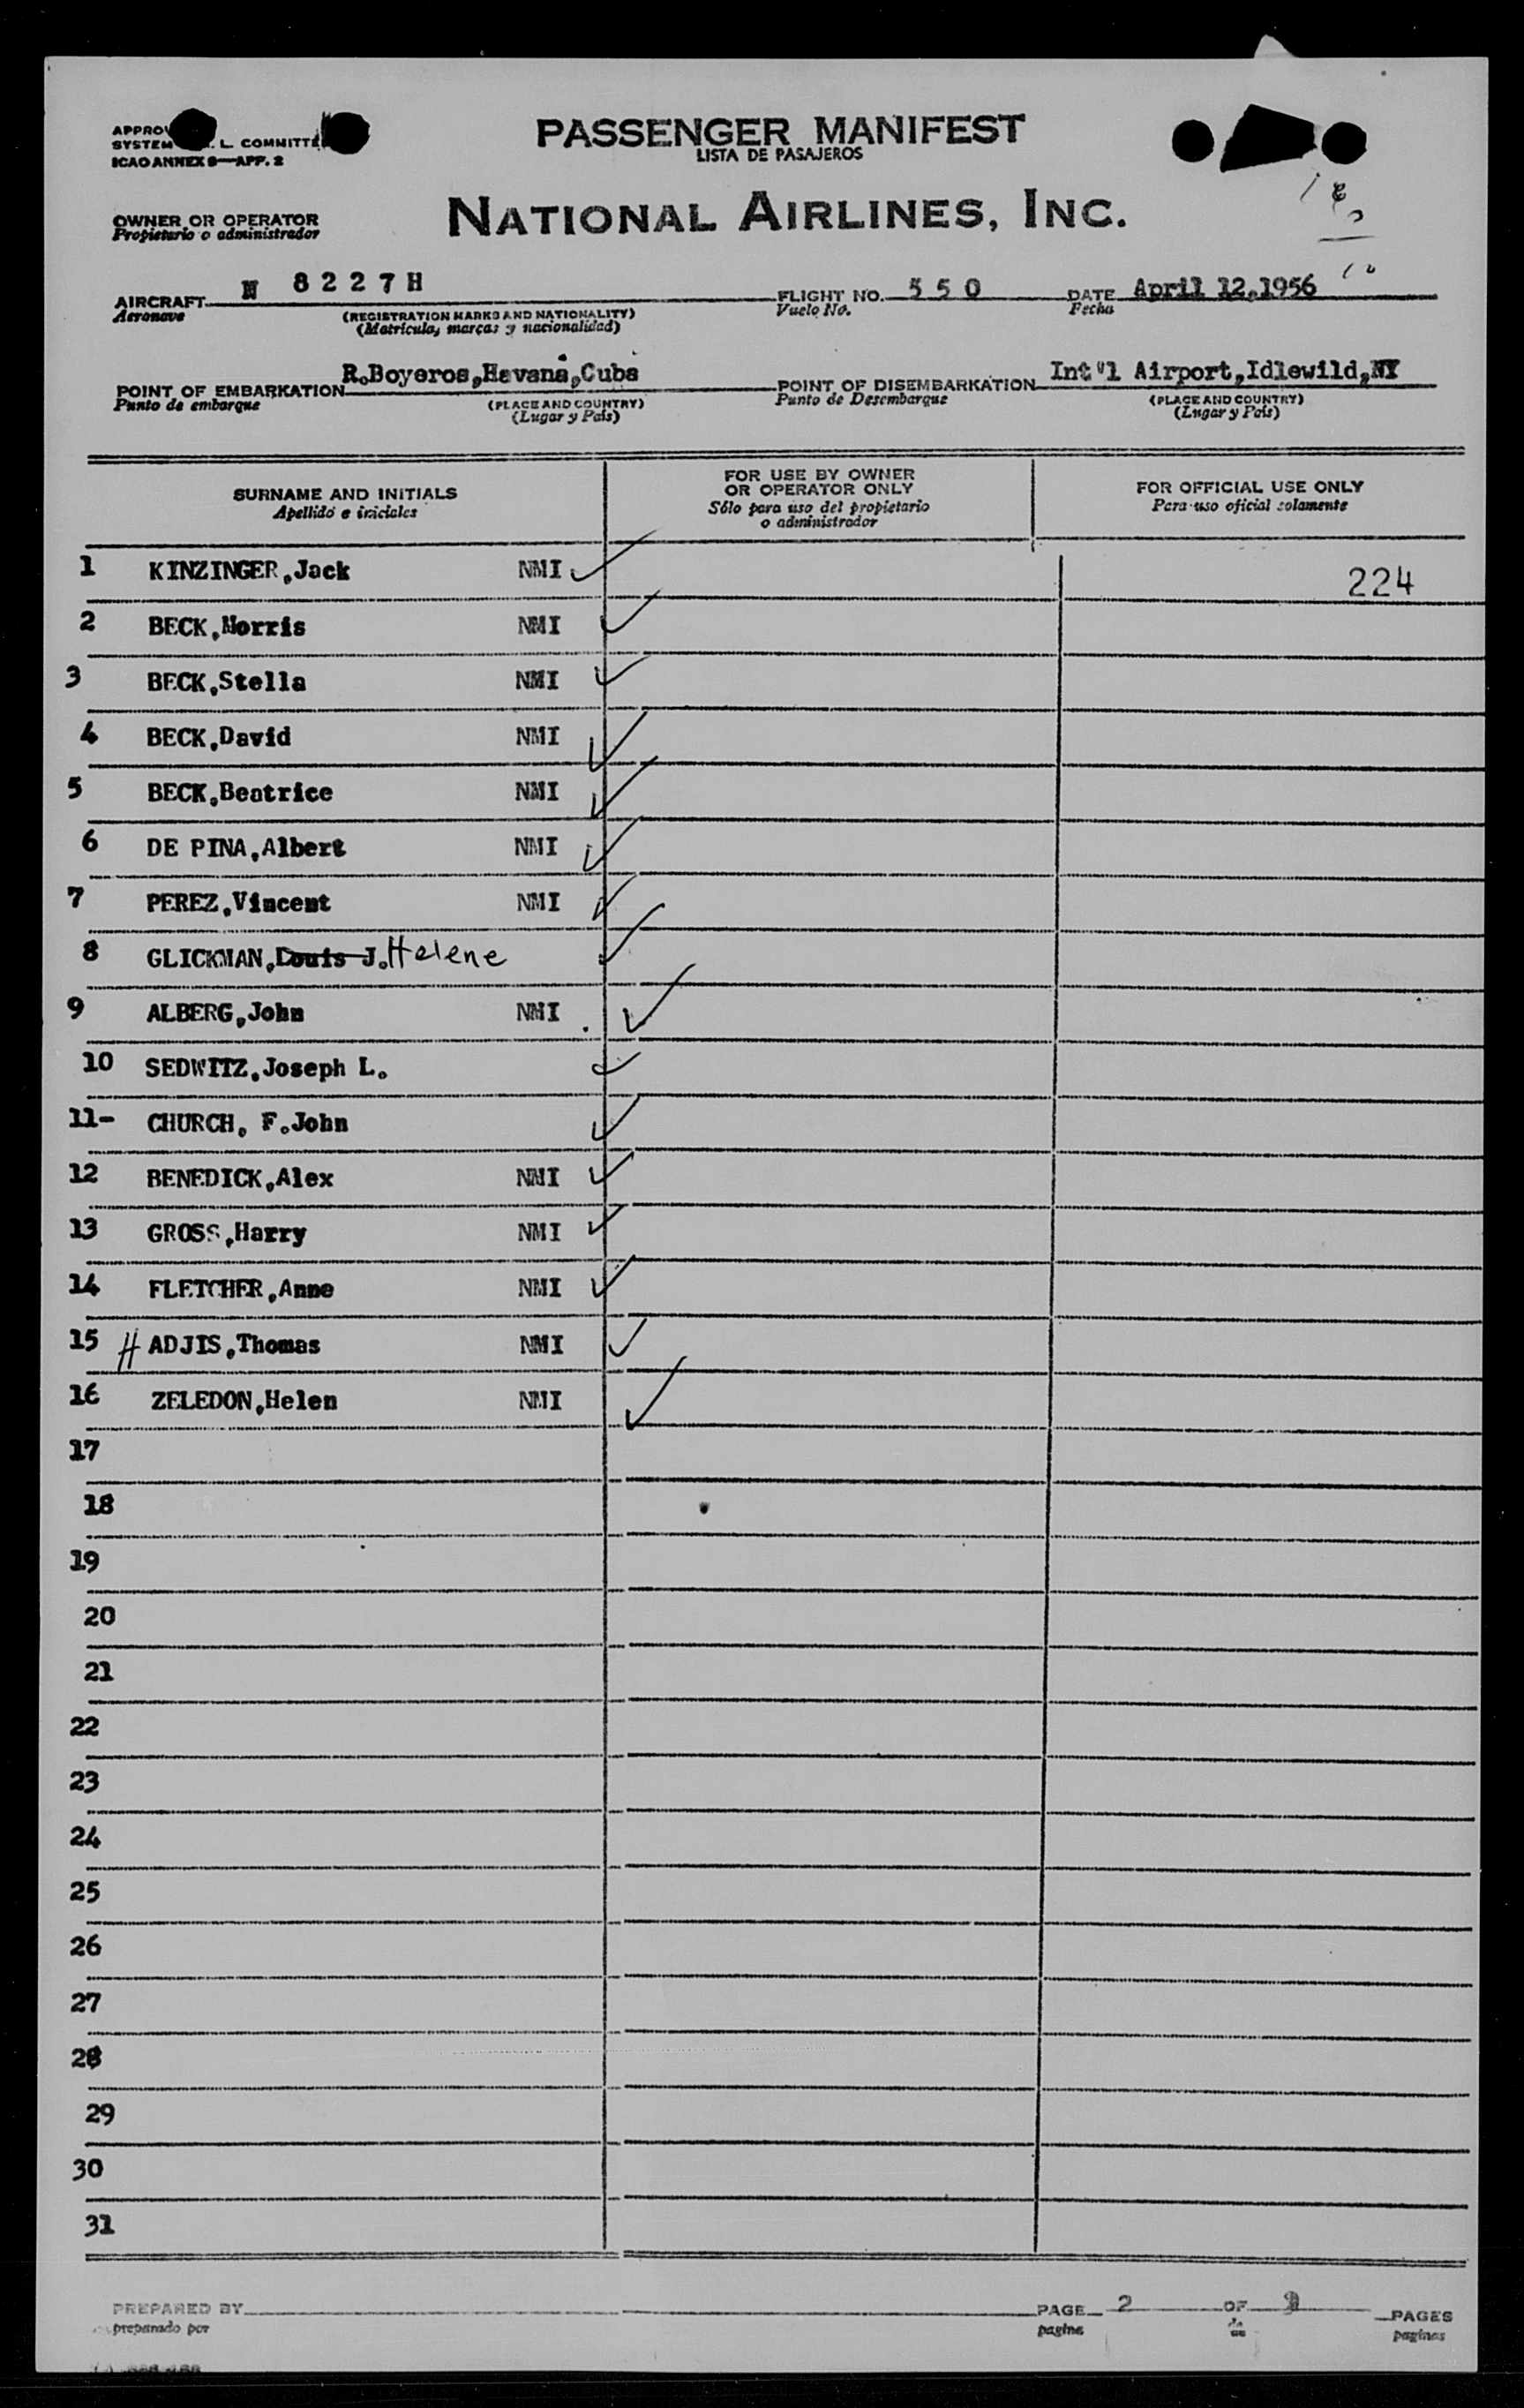 PASSENGER MANIFEST
LISTA DE PASAJEROS
SYSTEM L. COMMITTE
ICAO ANNEX 9—APP. 2
NATIONAL AIRLINES, INC.
OWNER OR OPERATOR
Propietario o administrador
AIRCRAFT N 8227H FLIGHT NO. 550 DATE April 12,1956
Aeronave (REGISTRATION MARKS AND NATIONALITY) Vuelo No. Fecha
(Matricula, marcas y nacionalidad)
POINT OF EMBARKATION R.Boyeros,Havana,Cuba POINT OF DISEMBARKATION Int'l Airport,Idlewild,NY
Punto de embarque (PLACE AND COUNTRY) Punto de Desembarque (PLACE AND COUNTRY)
(Lugar y País) (Lugar y País)
SURNAME AND INITIALS FOR USE BY OWNER OR OPERATOR ONLY FOR OFFICIAL USE ONLY
Apellido e iniciales Sólo para uso del propietario o administrador Para uso oficial solamente
1 KINZINGER,Jack NMI 224
2 BECK,Morris NMI
3 BECK,Stella NMI
4 BECK,David NMI
5 BECK,Beatrice NMI
6 DE PINA,Albert NMI
7 PEREZ,Vincent NMI
8 GLICKMAN,Louis J. Helene
9 ALBERG,John NMI
10 SEDWITZ,Joseph L.
11- CHURCH, F.John
12 BENEDICK,Alex NMI
13 GROSS,Harry NMI
14 FLETCHER,Anne NMI
15 H ADJIS,Thomas NMI
16 ZELEDON,Helen NMI
17
18
19
20
21
22
23
24
25
26
27
28
29
30
31
PREPARED BY PAGE 2 OF PAGES
preparado por pagina de paginas